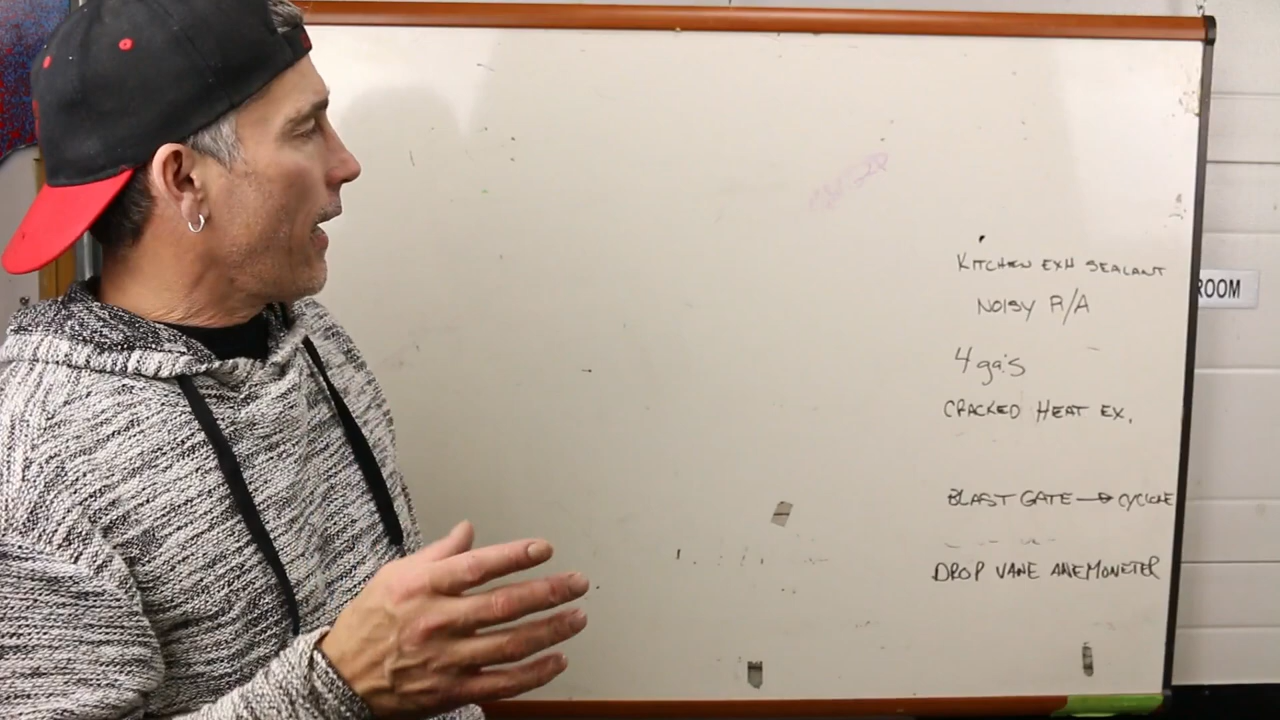 KITCHEN EXH SEALANT
NOISY R/A
ROOM
4 gas
CRACKED HEAT EX.
BLAST GATE → CYCLONE
DROP VANE ANEMOMETER